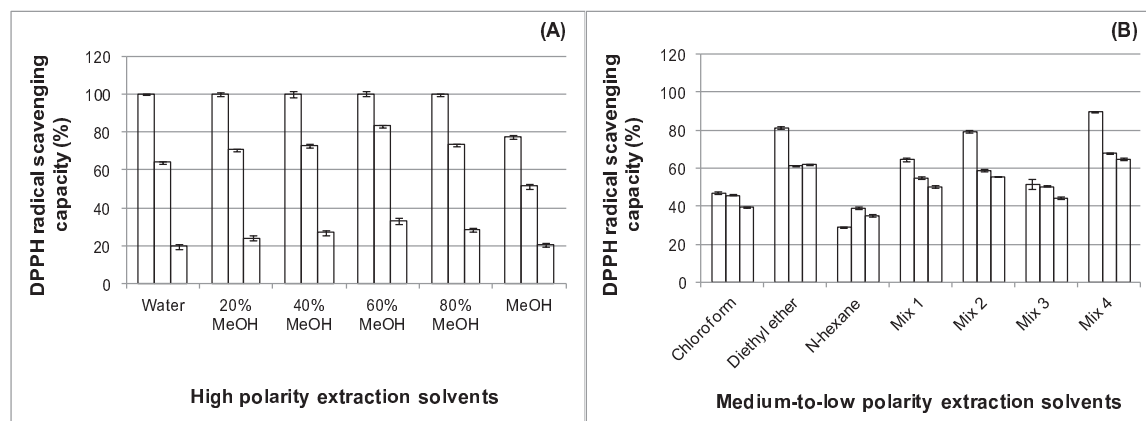 (A)
DPPH radical scavenging
capacity (%)
120
100
80
60
40
20
0
Water
20%
MeOH
40%
MeOH
60%
MeOH
80%
MeOH
MeOH
High polarity extraction solvents
(B)
DPPH radical scavenging
capacity (%)
120
100
80
60
40
20
0
Chloroform
Diethyl ether
N-hexane
Mix 1
Mix 2
Mix 3
Mix 4
Medium-to-low polarity extraction solvents